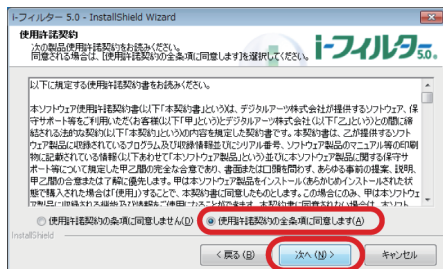 i-フィルター 5.0 - InstallShield Wizard
使用許諾契約
次の製品使用許諾契約をお読みください。
同意される場合は、[使用許諾契約の全条項に同意します]を選択してください。
i-フィルター5.0.
以下に規定する使用許諾契約書をお読みください。
本ソフトウェア使用許諾契約書(以下「本契約書」という)は、デジタルアーツ株式会社が提供するソフトウェア、保
守サポート等をご利用いただくお客様(以下「甲」という)とデジタルアーツ株式会社(以下「乙」という)との間に締
結される法的な契約(以下「本契約」という)の内容を規定した契約書です。本契約書は、乙が提供するソフト
ウェア製品に収録されているプログラム及び収録情報並びにシリアル番号、ソフトウェア製品のマニュアル等の印刷
物に記載されている情報(以下あわせて「本ソフトウェア製品」という)並びに本ソフトウェア製品に関する保守サ
ポート等について規定した甲乙間の完全な合意であり、書面または口頭を問わず、あらゆる事前の提案、説明、
甲乙間の合意または了解に優先します。甲は本ソフトウェア製品をインストール(あらかじめインストールされた状
態で購入された場合は「使用」)することで、本契約書に同意したものとします。この場合にのみ、甲は本ソフトウェ
使用許諾契約の条項に同意しません(D)
使用許諾契約の全条項に同意します(A)
InstallShield
< 戻る(B)
次へ(N) >
キャンセル